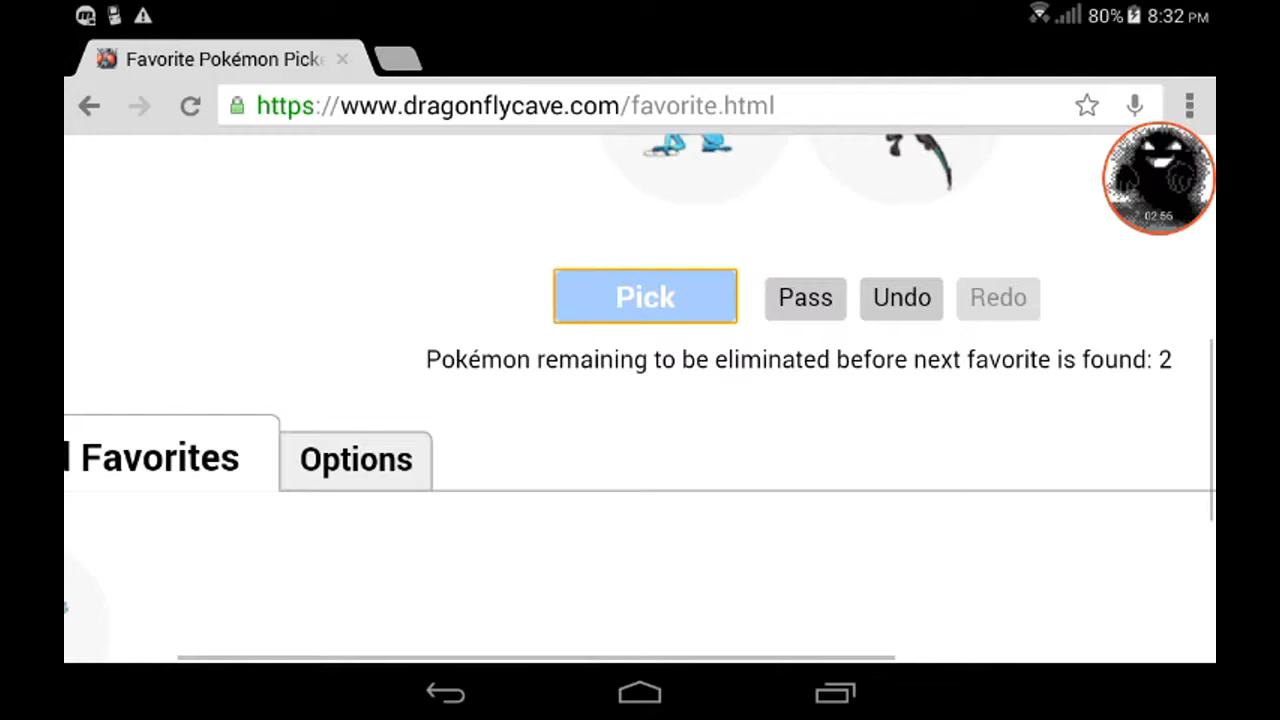 80% 8:32 PM
Favorite Pokémon Picke
https://www.dragonflycave.com/favorite.html
02:56
Pick Pass Undo Redo
Pokémon remaining to be eliminated before next favorite is found: 2
Favorites Options